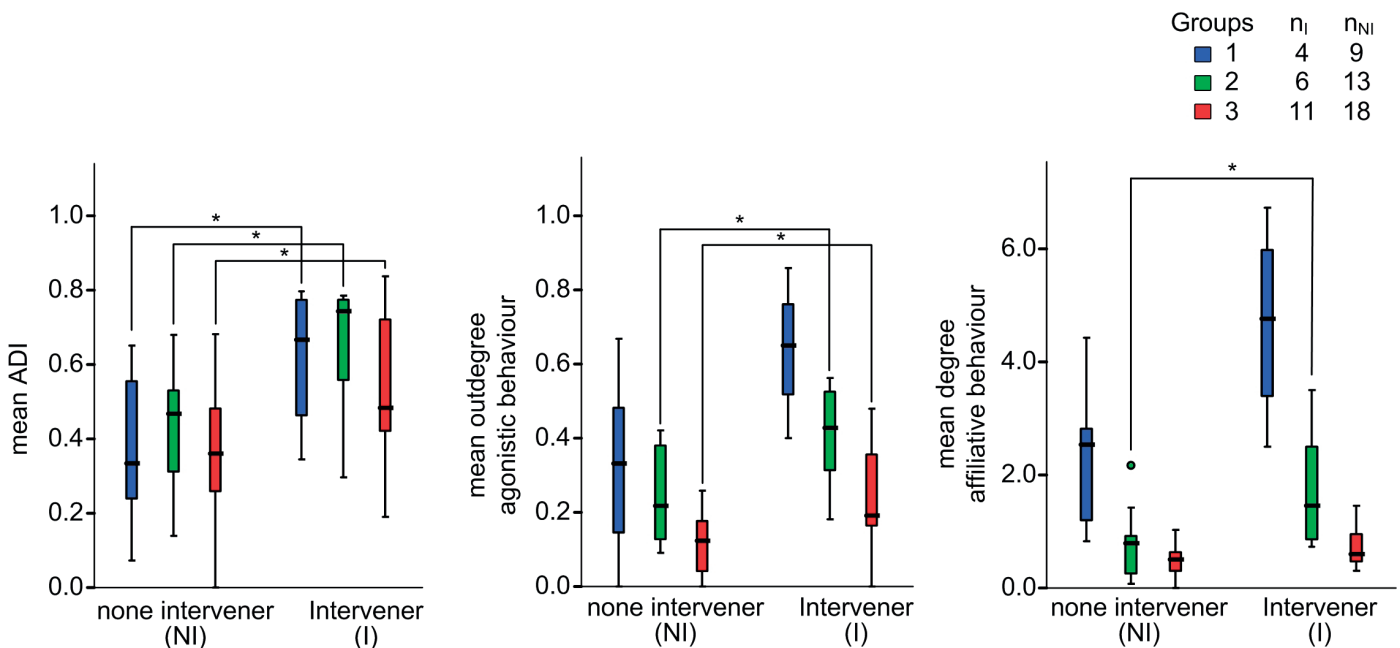 Groups nI nNI
1 4 9
2 6 13
3 11 18
mean ADI
1.0
0.8
0.6
0.4
0.2
0.0
*
*
*
none intervener
(NI)
Intervener
(I)
mean outdegree
agonistic behaviour
1.0
0.8
0.6
0.4
0.2
0.0
*
*
none intervener
(NI)
Intervener
(I)
mean degree
affiliative behaviour
6.0
4.0
2.0
0.0
*
none intervener
(NI)
Intervener
(I)